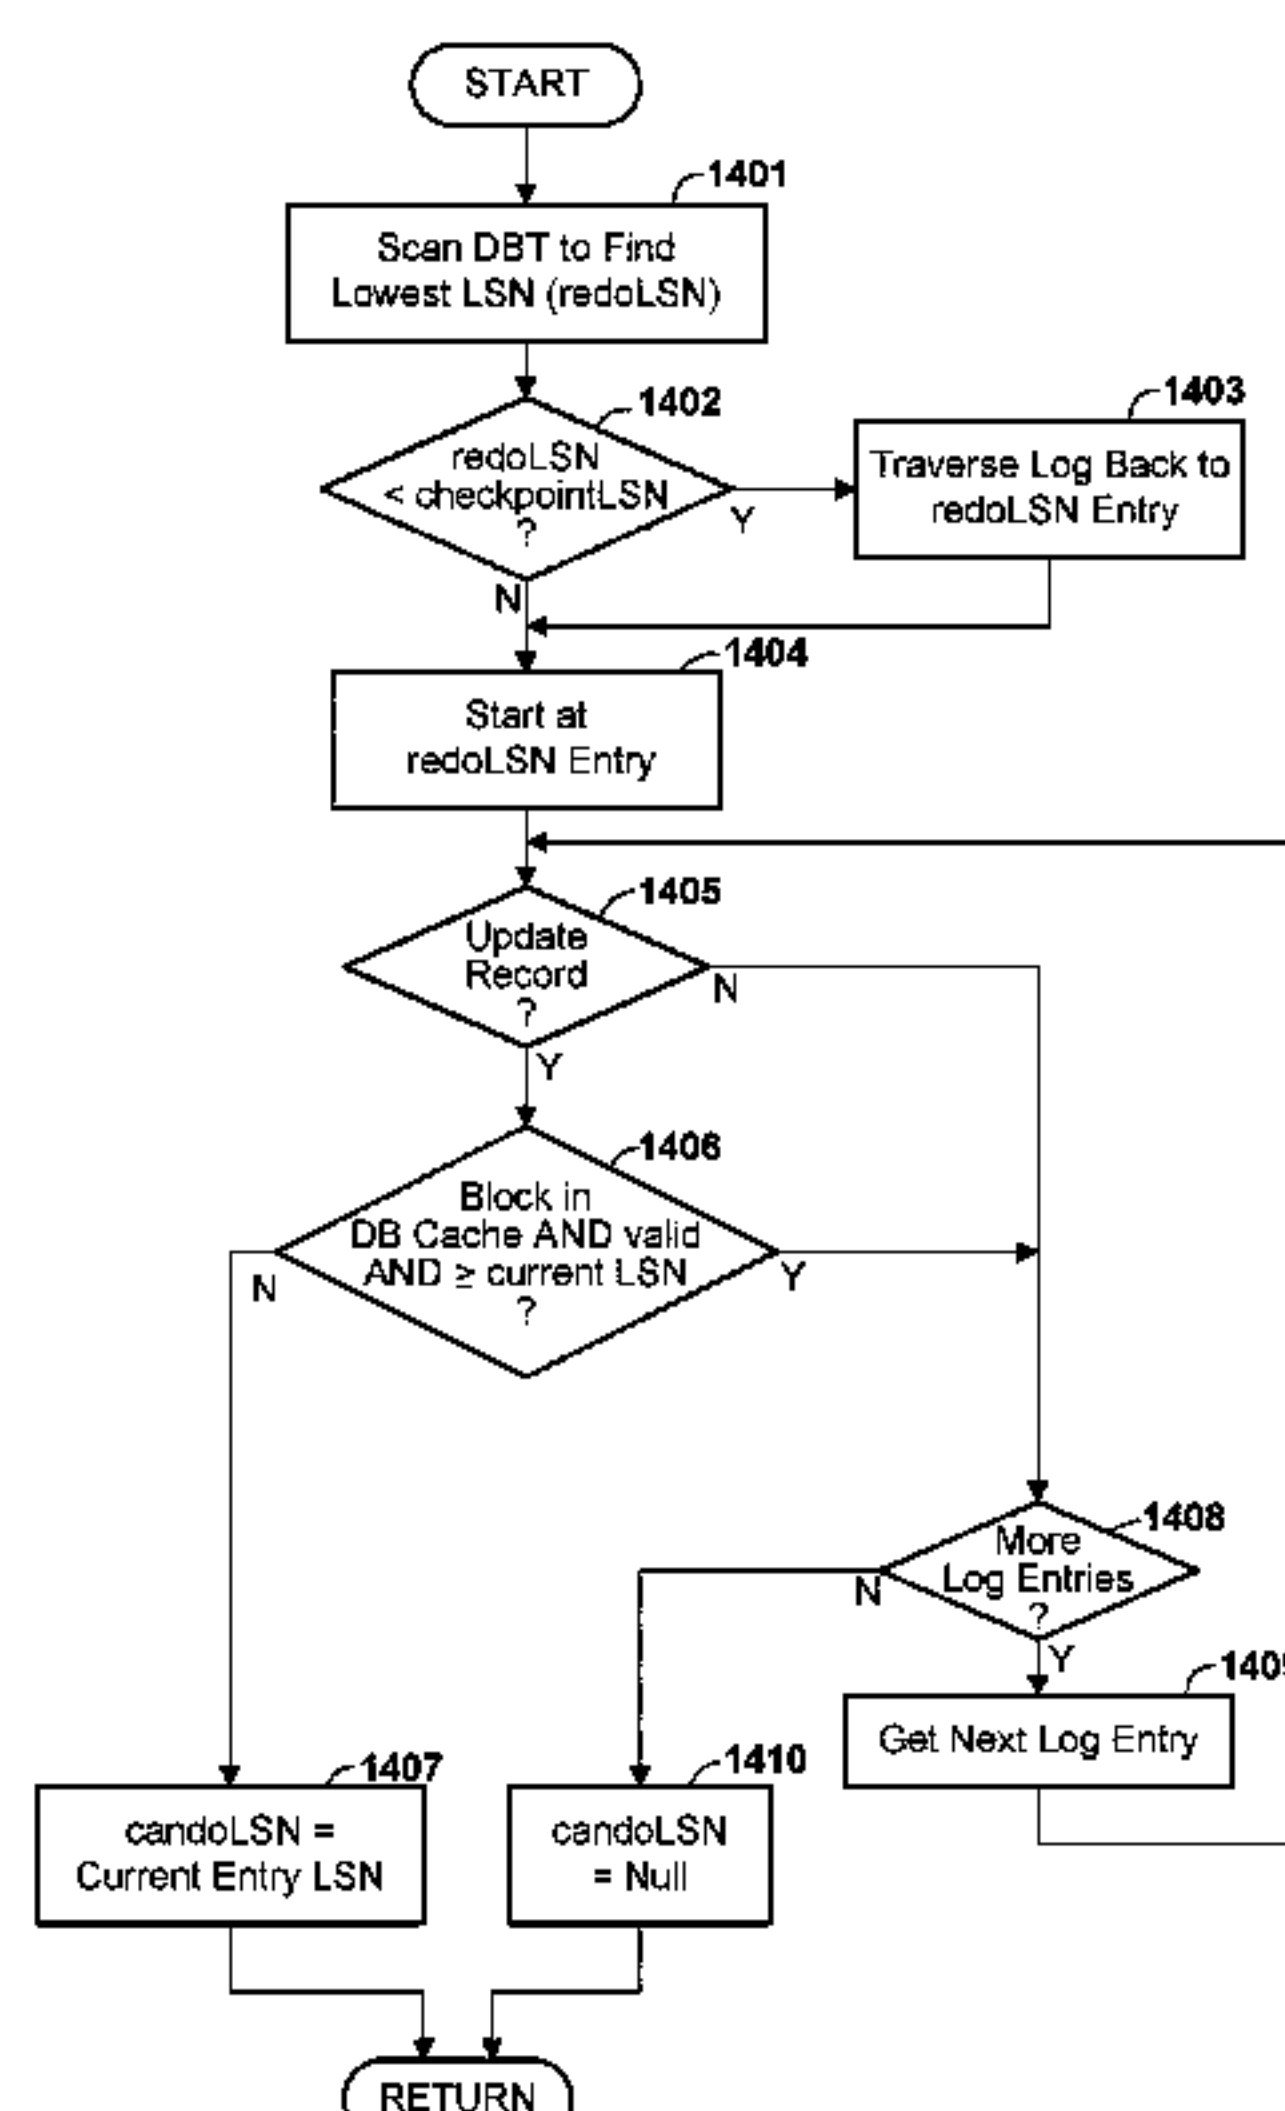 START
1401
Scan DBT to Find
Lowest LSN (redoLSN)
1402
redoLSN
< checkpointLSN
?
Y
N
1403
Traverse Log Back to
redoLSN Entry
1404
Start at
redoLSN Entry
1405
Update
Record
?
N
Y
1406
Block in
DB Cache AND valid
AND ≥ current LSN
?
N
Y
1408
More
Log Entries
?
N
Y
1409
Get Next Log Entry
1407
candoLSN =
Current Entry LSN
1410
candoLSN
= Null
RETURN